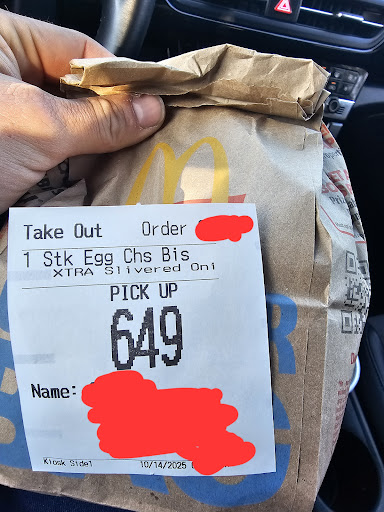 Take Out Order
1 Stk Egg Chs Bis
XTRA Slivered Oni
PICK UP
649
Name:
Kiosk Side1 10/14/2025